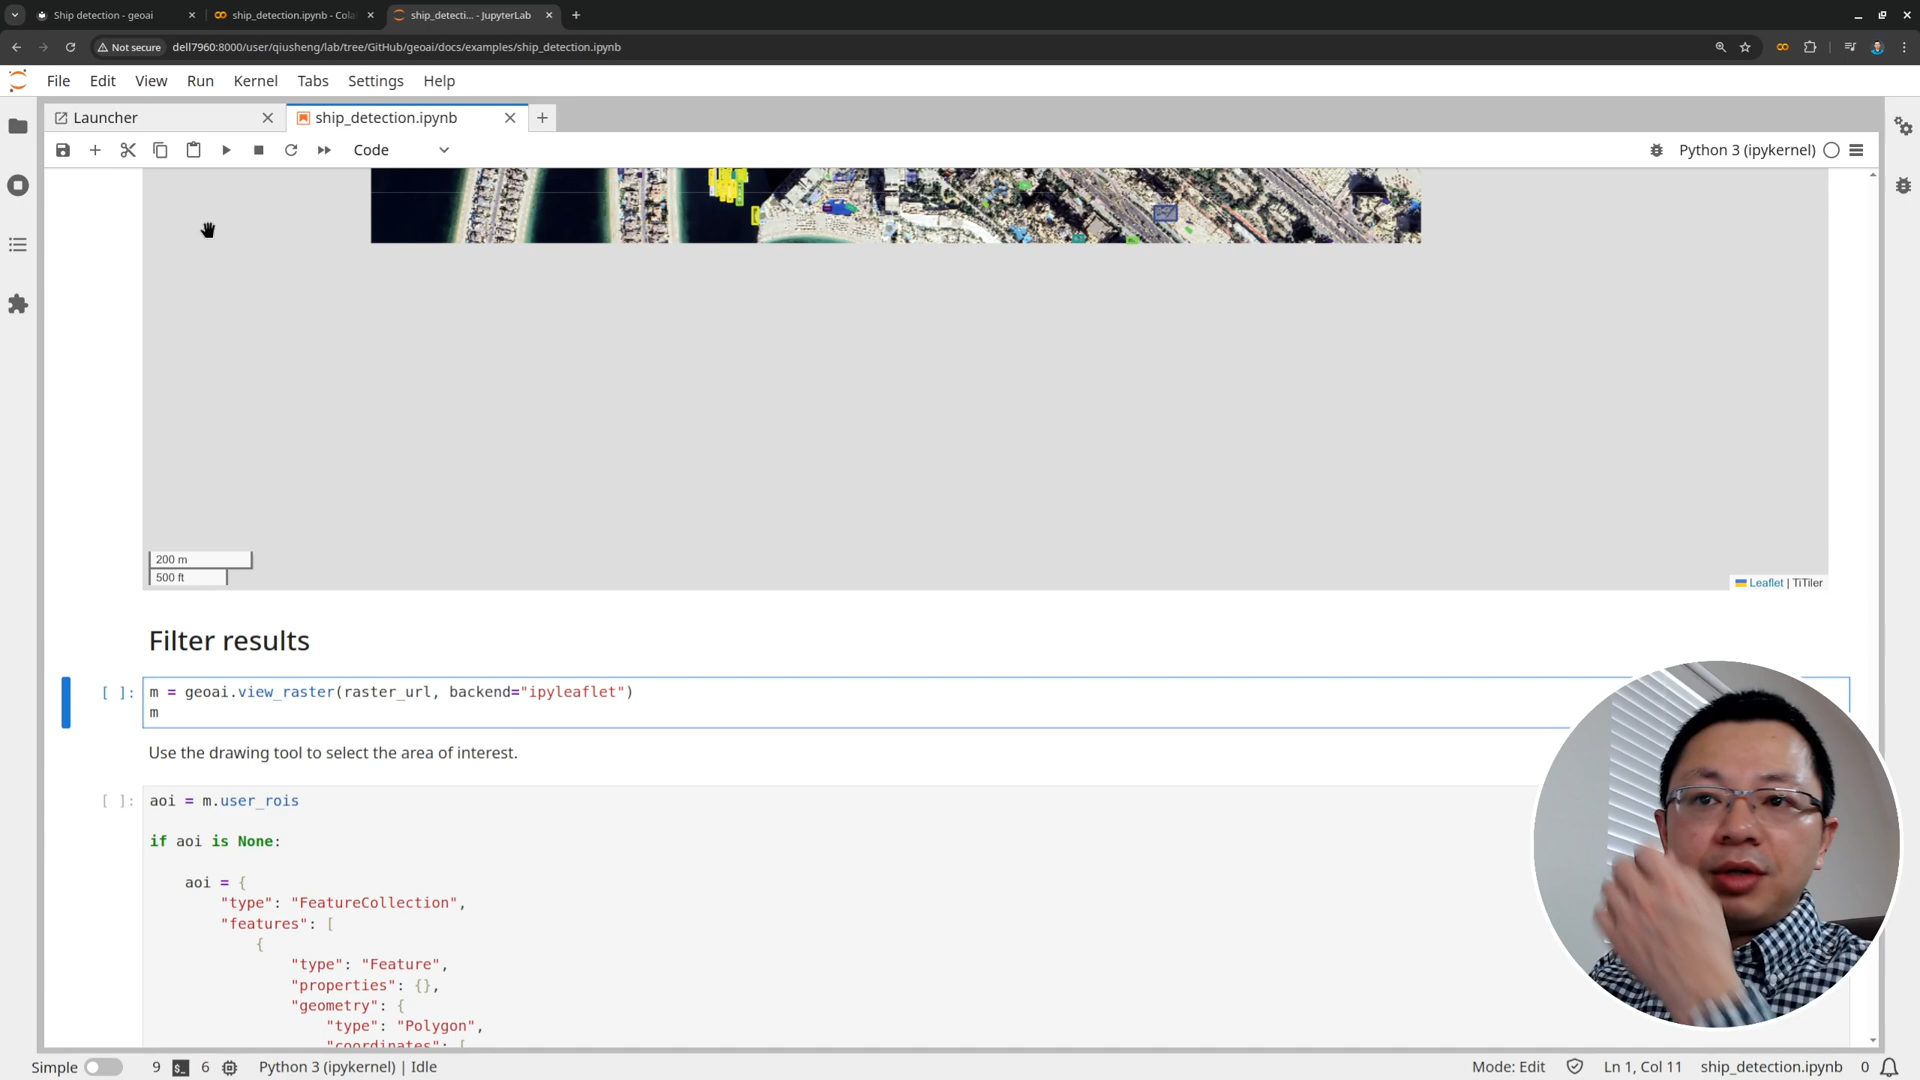 Ship detection - geoai
ship_detection.ipynb - Cola
ship_detecti... - JupyterLab
Not secure
dell7960:8000/user/qiusheng/lab/tree/GitHub/geoai/docs/examples/ship_detection.ipynb
File Edit View Run Kernel Tabs Settings Help
Launcher
ship_detection.ipynb
Code
Python 3 (ipykernel)
200 m
500 ft
Leaflet | TiTiler
Filter results
[ ]: m = geoai.view_raster(raster_url, backend="ipyleaflet")
m
Use the drawing tool to select the area of interest.
[ ]: aoi = m.user_rois
if aoi is None:
aoi = {
"type": "FeatureCollection",
"features": [
{
"type": "Feature",
"properties": {},
"geometry": {
"type": "Polygon",
"coordinates": [
Simple 9 6 Python 3 (ipykernel) | Idle
Mode: Edit Ln 1, Col 11 ship_detection.ipynb 0